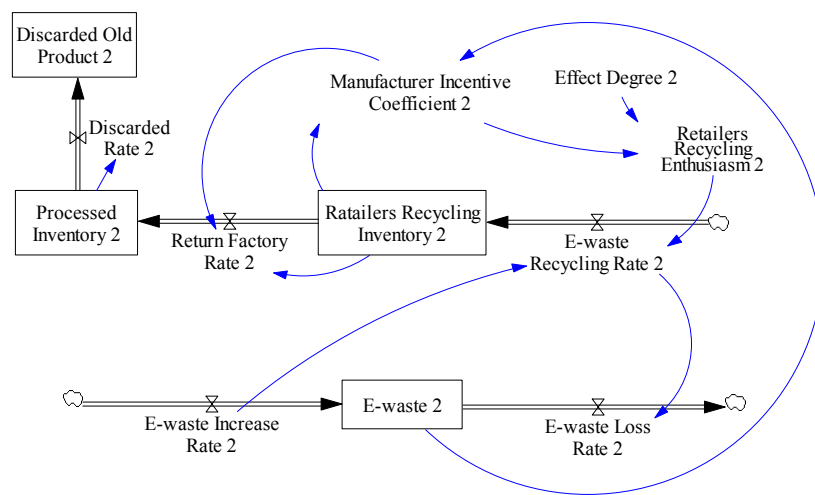 Discarded Old
Product 2
Manufacturer Incentive
Coefficient 2
Effect Degree 2
Discarded
Rate 2
Retailers
Recycling
Enthusiasm 2
Processed
Inventory 2
Return Factory
Rate 2
Ratailers Recycling
Inventory 2
E-waste
Recycling Rate 2
E-waste Increase
Rate 2
E-waste 2
E-waste Loss
Rate 2